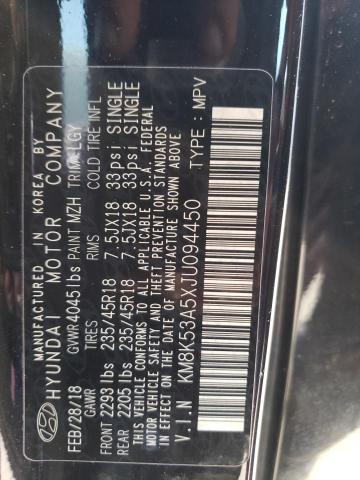 MANUFACTURED IN KOREA BY
HYUNDAI MOTOR COMPANY
FEB/28/18 GVWR 4045 lbs PAINT MZH TRIM LGY
GAWR TIRES RIMS COLD TIRE INFL
FRONT 2293 lbs 235/45R18 7.5JX18 33psi SINGLE
REAR 2205 lbs 235/45R18 7.5JX18 33psi SINGLE
THIS VEHICLE CONFORMS TO ALL APPLICABLE U.S.A. FEDERAL
MOTOR VEHICLE SAFETY AND THEFT PREVENTION STANDARDS
IN EFFECT ON THE DATE OF MANUFACTURE SHOWN ABOVE.
V.I.N KM8K53A5XJU094450 TYPE: MPV